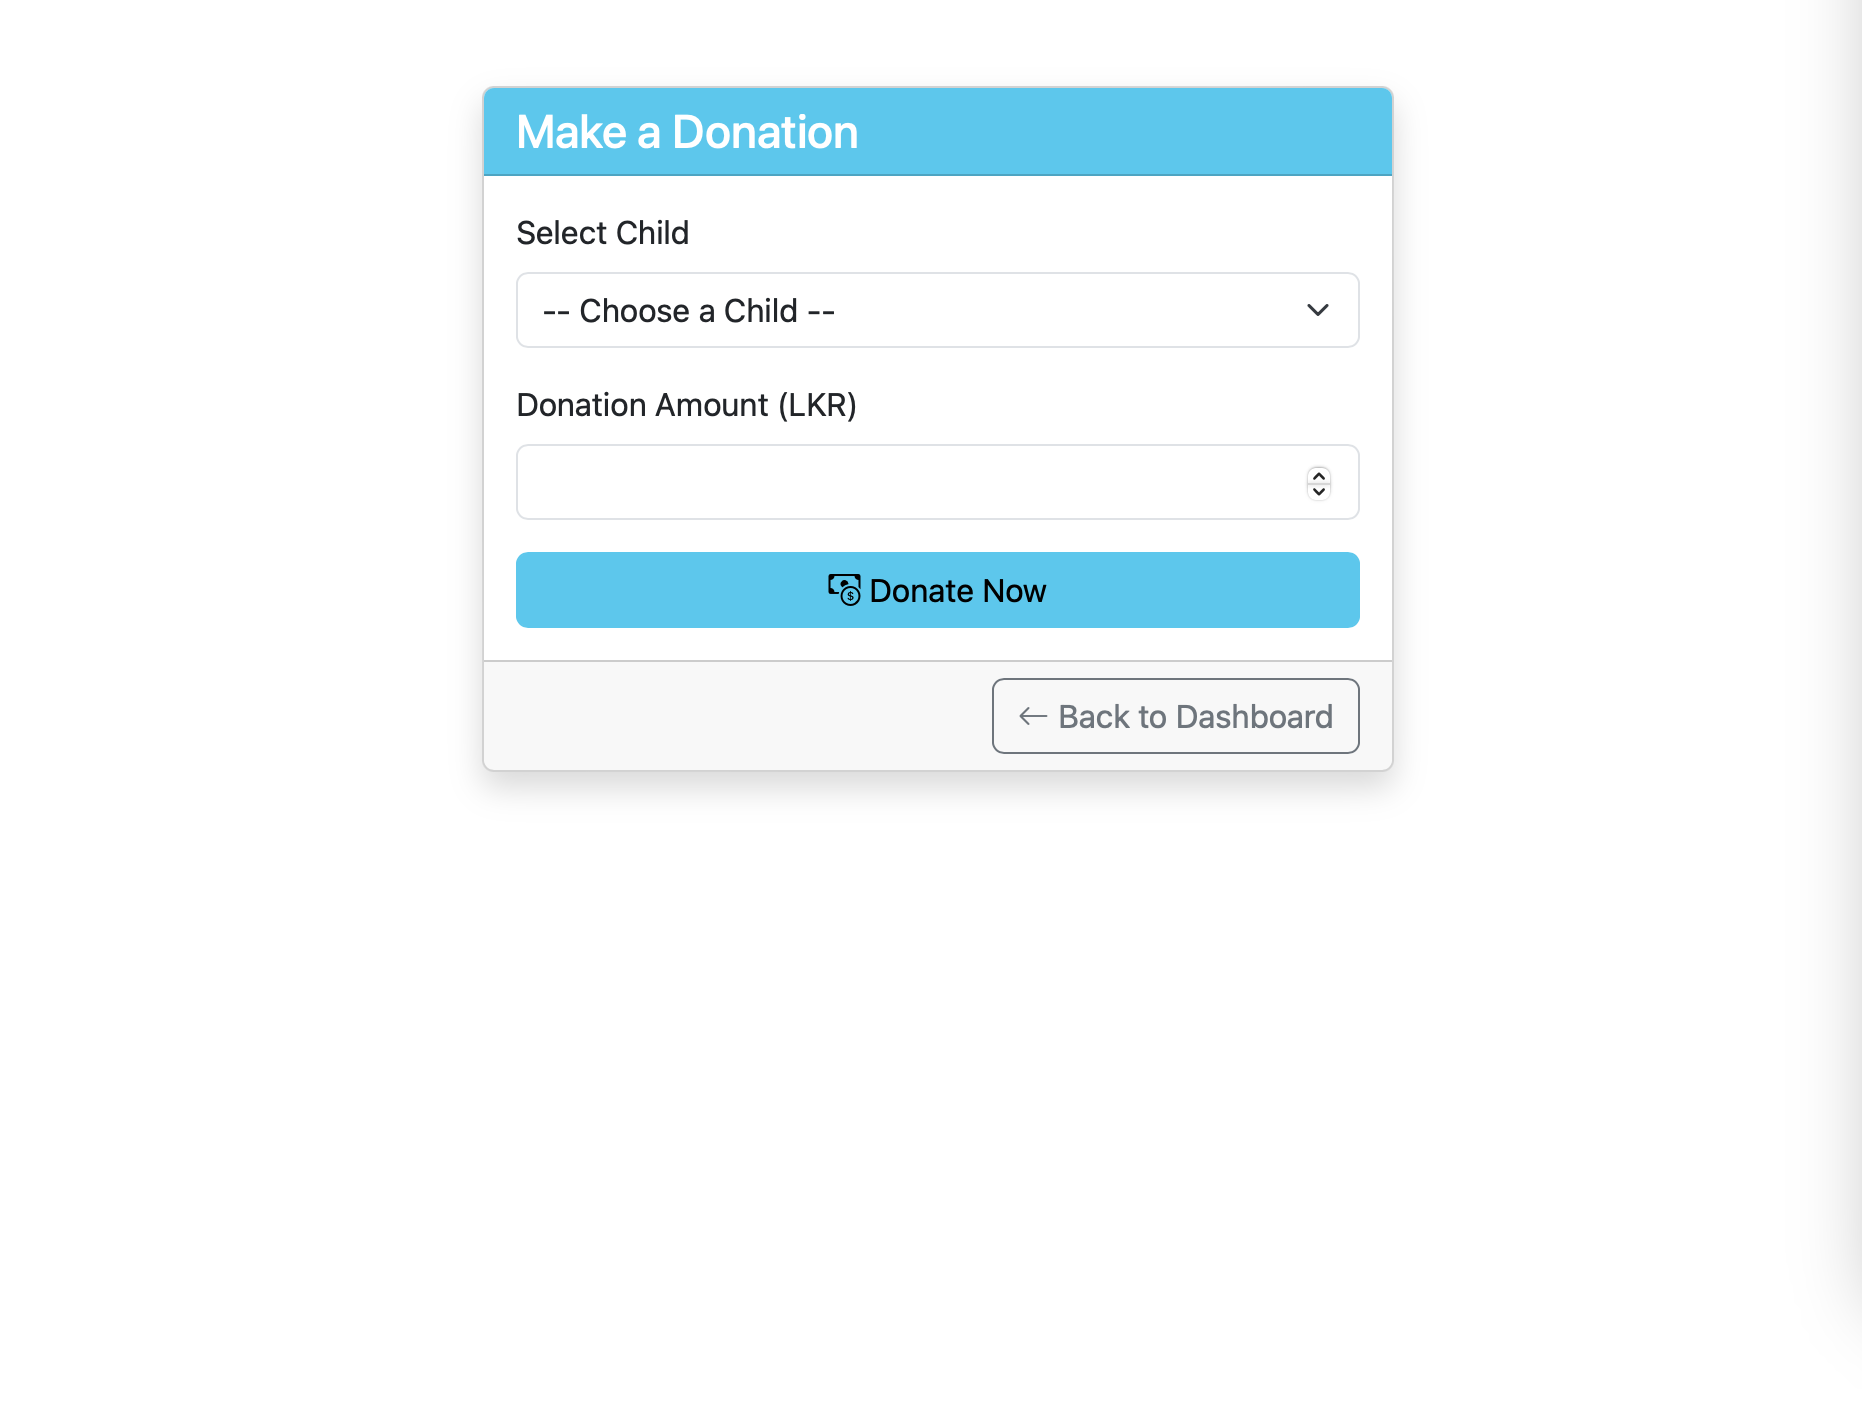 Make a Donation
Select Child
-- Choose a Child --
Donation Amount (LKR)
$ Donate Now
← Back to Dashboard